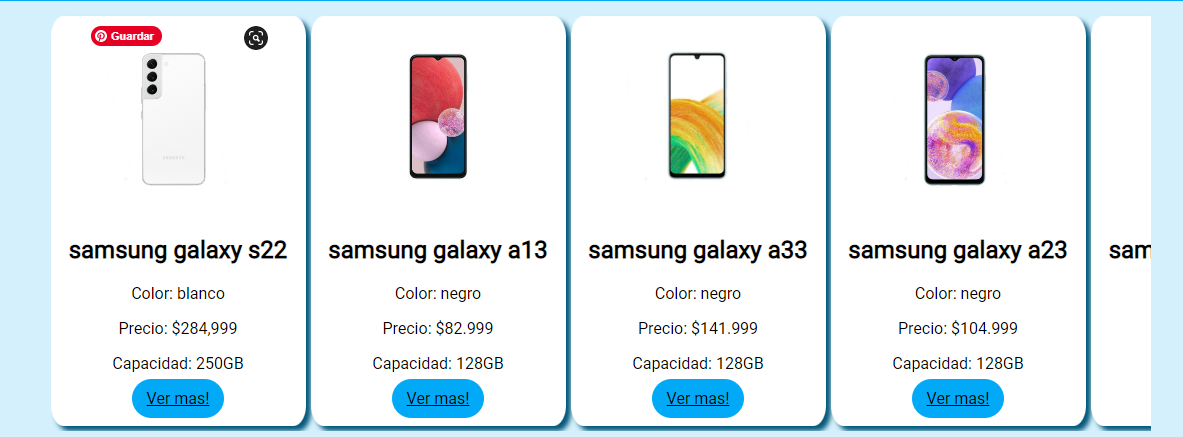 Guardar
SAMSUNG
samsung galaxy s22
Color: blanco
Precio: $284,999
Capacidad: 250GB
Ver mas!
samsung galaxy a13
Color: negro
Precio: $82.999
Capacidad: 128GB
Ver mas!
samsung galaxy a33
Color: negro
Precio: $141.999
Capacidad: 128GB
Ver mas!
samsung galaxy a23
Color: negro
Precio: $104.999
Capacidad: 128GB
Ver mas!
sam